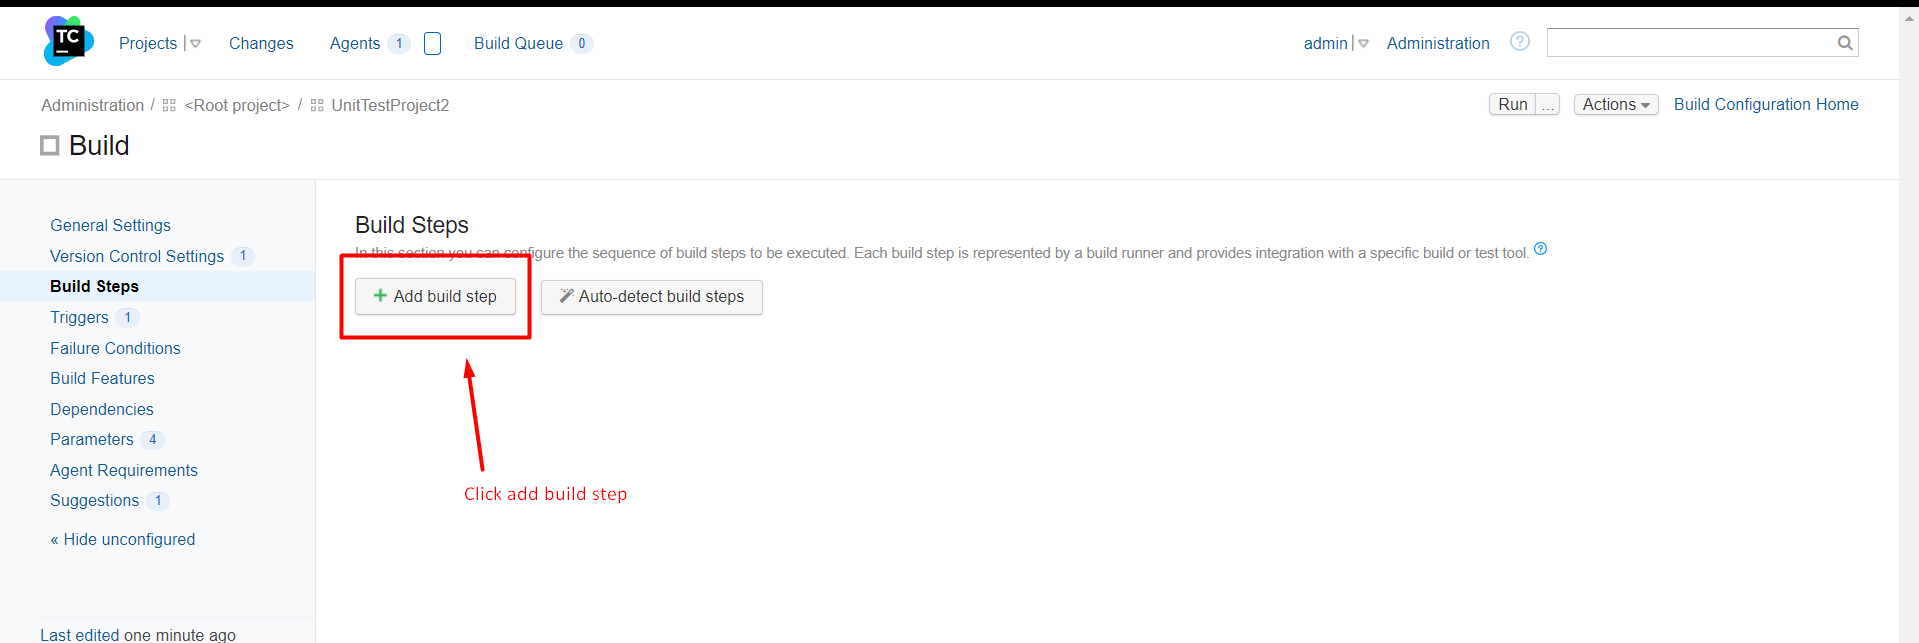 TC Projects Changes Agents 1 Build Queue 0 admin Administration ?
Administration / <Root project> / UnitTestProject2 Run ... Actions Build Configuration Home
Build
General Settings
Version Control Settings 1
Build Steps
Triggers 1
Failure Conditions
Build Features
Dependencies
Parameters 4
Agent Requirements
Suggestions 1
« Hide unconfigured
Last edited one minute ago
Build Steps
In this section you can configure the sequence of build steps to be executed. Each build step is represented by a build runner and provides integration with a specific build or test tool. ?
+ Add build step Auto-detect build steps
Click add build step